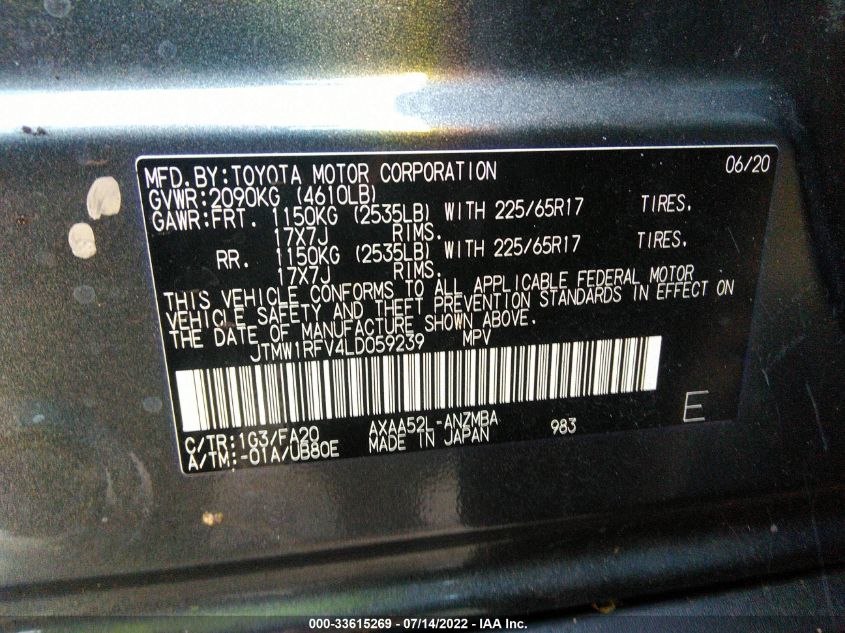 MFD.BY:TOYOTA MOTOR CORPORATION 06/20
GVWR:2090KG (4610LB)
GAWR:FRT. 1150KG (2535LB) WITH 225/65R17 TIRES.
17X7J RIMS.
RR. 1150KG (2535LB) WITH 225/65R17 TIRES.
17X7J RIMS.
THIS VEHICLE CONFORMS TO ALL APPLICABLE FEDERAL MOTOR
VEHICLE SAFETY AND THEFT PREVENTION STANDARDS IN EFFECT ON
THE DATE OF MANUFACTURE SHOWN ABOVE.
JTMW1RFV4LD059239 MPV
E
C/TR:1G3/FA20 AXAA52L-ANZMBA 983
A/TM:-01A/UB80E MADE IN JAPAN
000-33615269 - 07/14/2022 - IAA Inc.